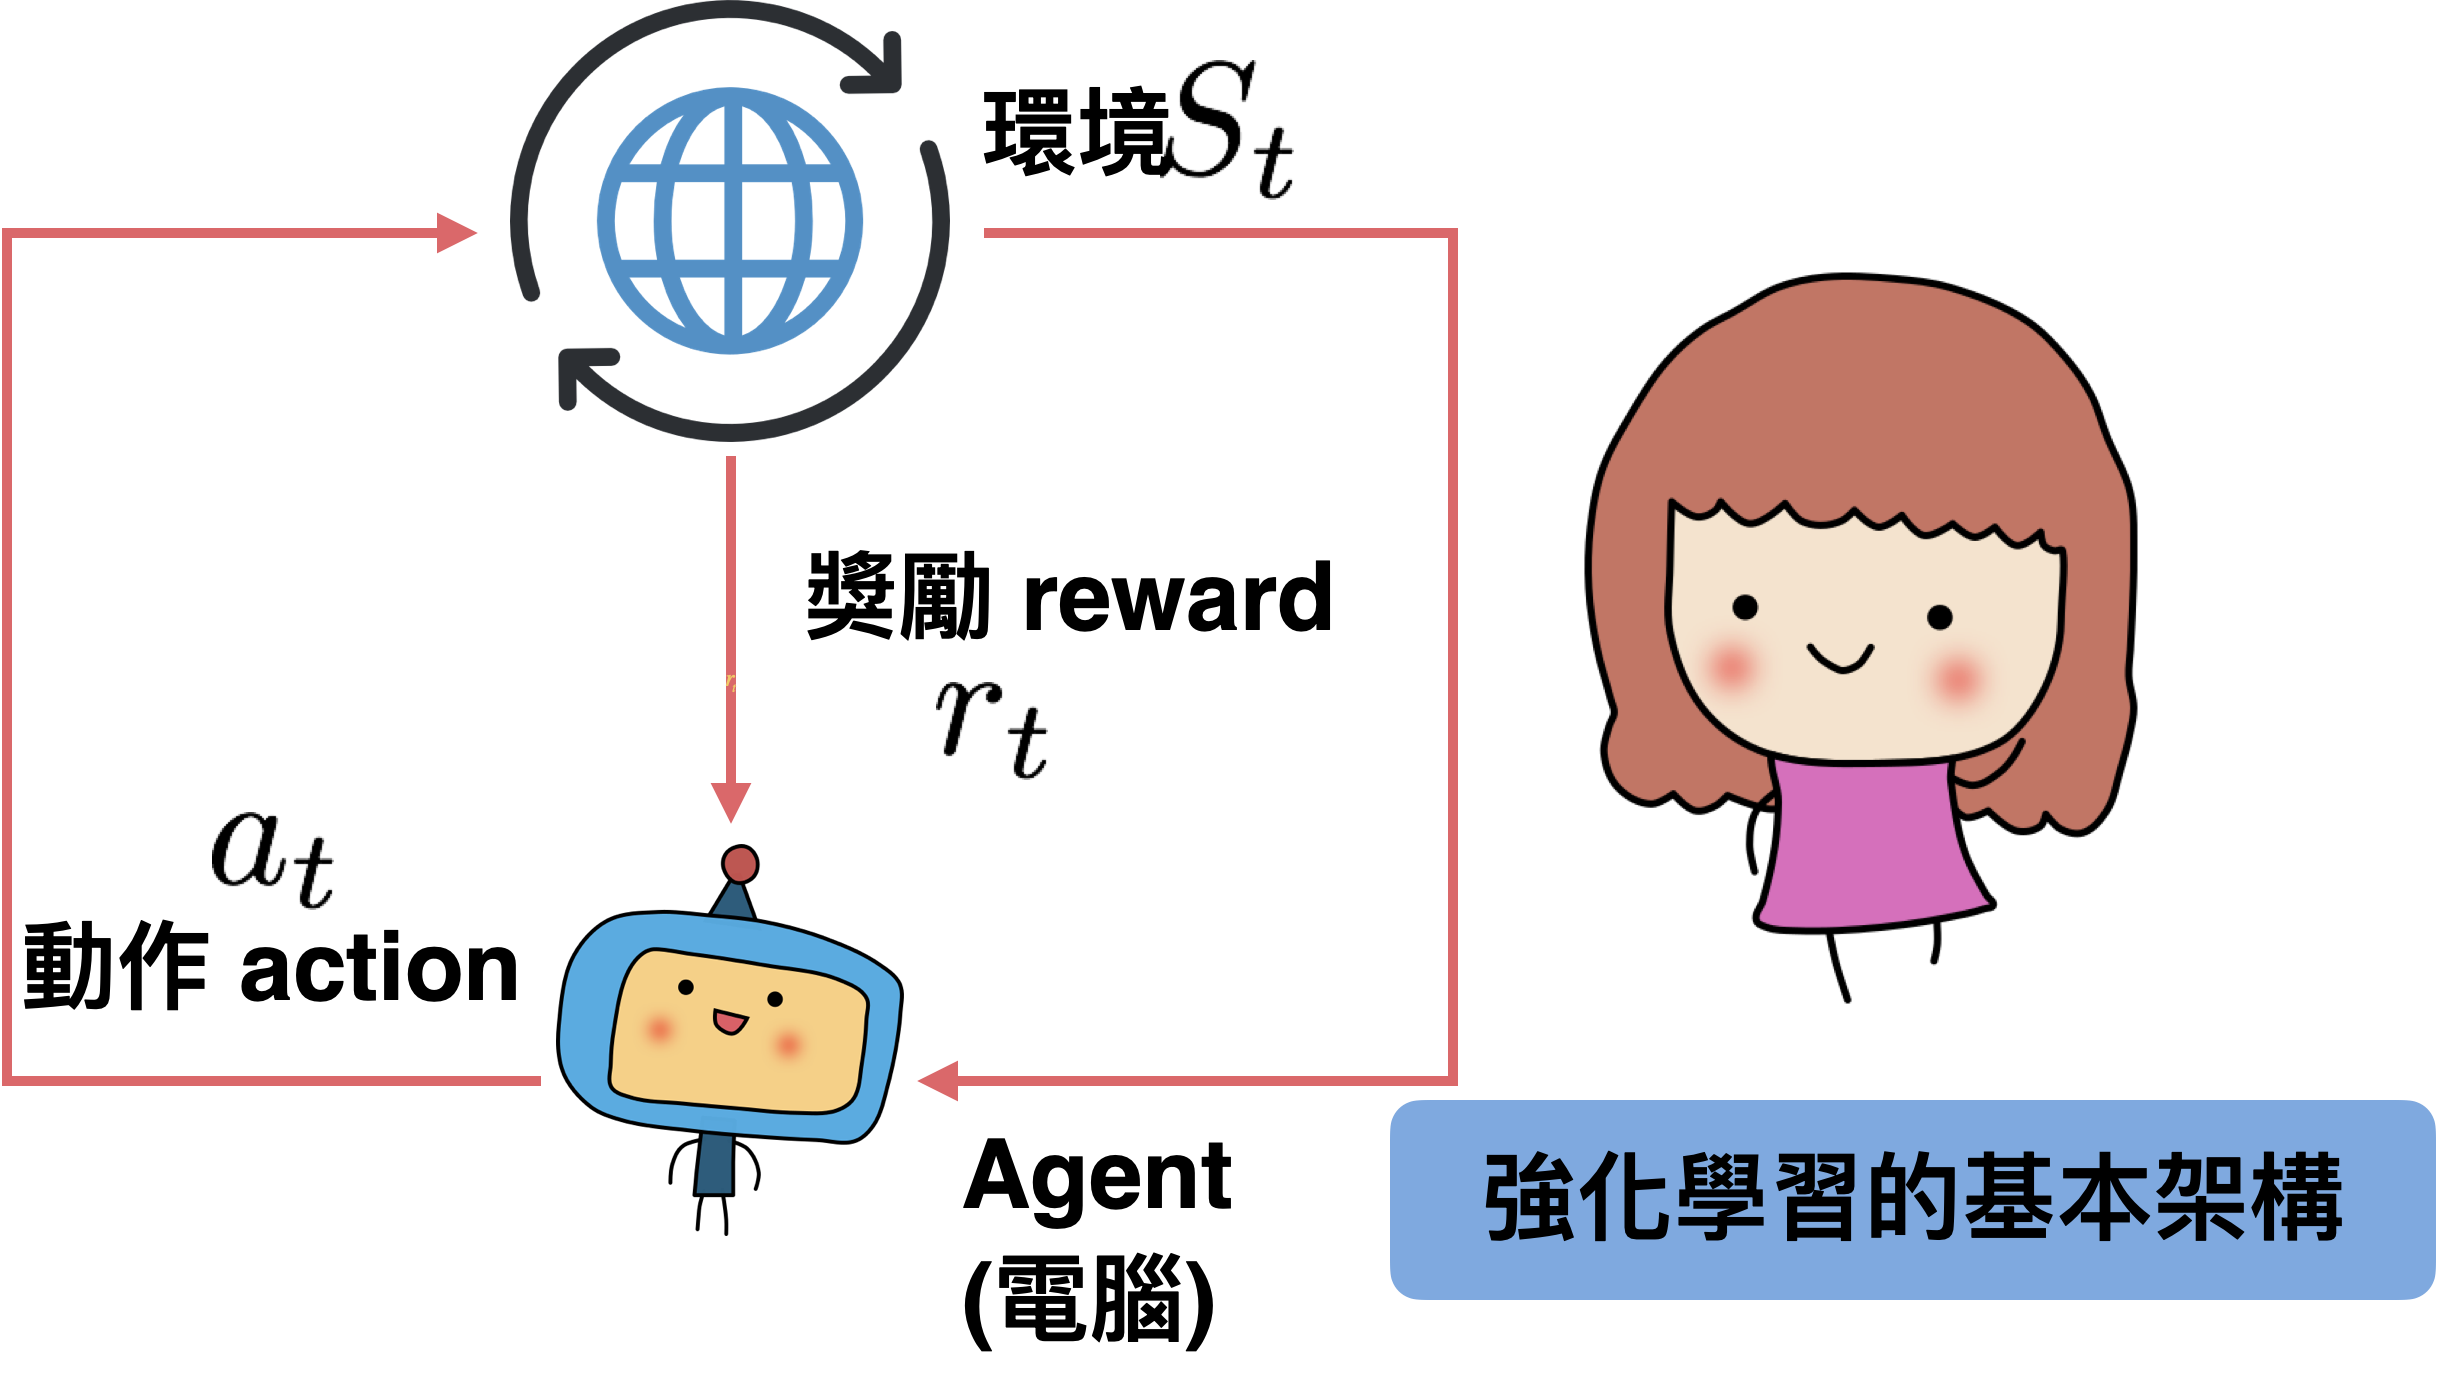 環境 S_t
獎勵 reward
r_t
r_t
a_t
動作 action
Agent
(電腦)
強化學習的基本架構